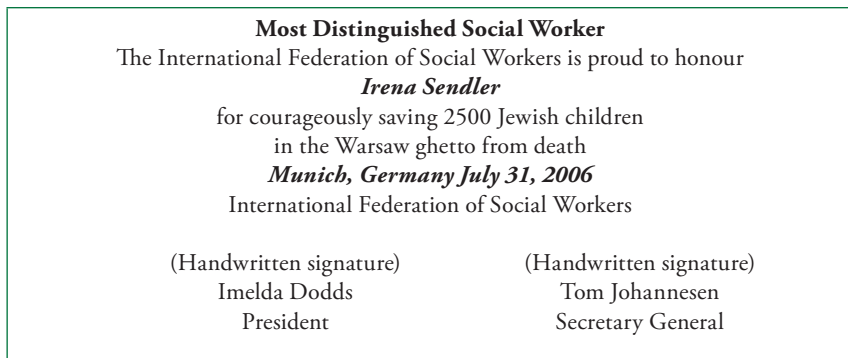 Most Distinguished Social Worker
The International Federation of Social Workers is proud to honour
Irena Sendler
for courageously saving 2500 Jewish children
in the Warsaw ghetto from death
Munich, Germany July 31, 2006
International Federation of Social Workers
(Handwritten signature) (Handwritten signature)
Imelda Dodds Tom Johannesen
President Secretary General